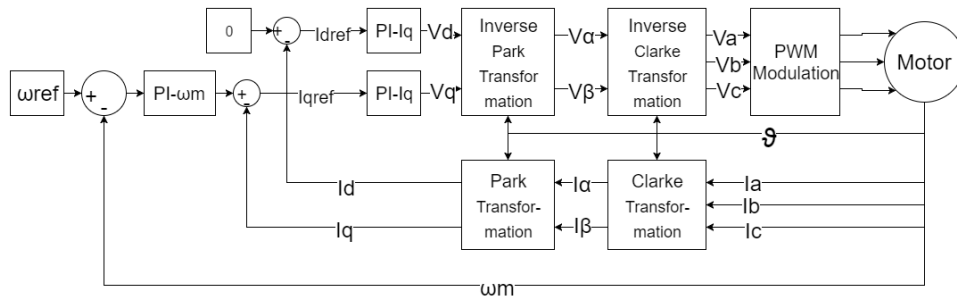 0
+
-
Idref
PI-Iq
Vd
Inverse
Park
Transfor
mation
Vα
Vβ
Inverse
Clarke
Transfor
mation
Va
Vb
Vc
PWM
Modulation
Motor
ωref
+
-
PI-ωm
+
-
Iqref
PI-Iq
Vq
ϑ
Id
Iq
Park
Transfor-
mation
Iα
Iβ
Clarke
Transfor-
mation
Ia
Ib
Ic
ωm